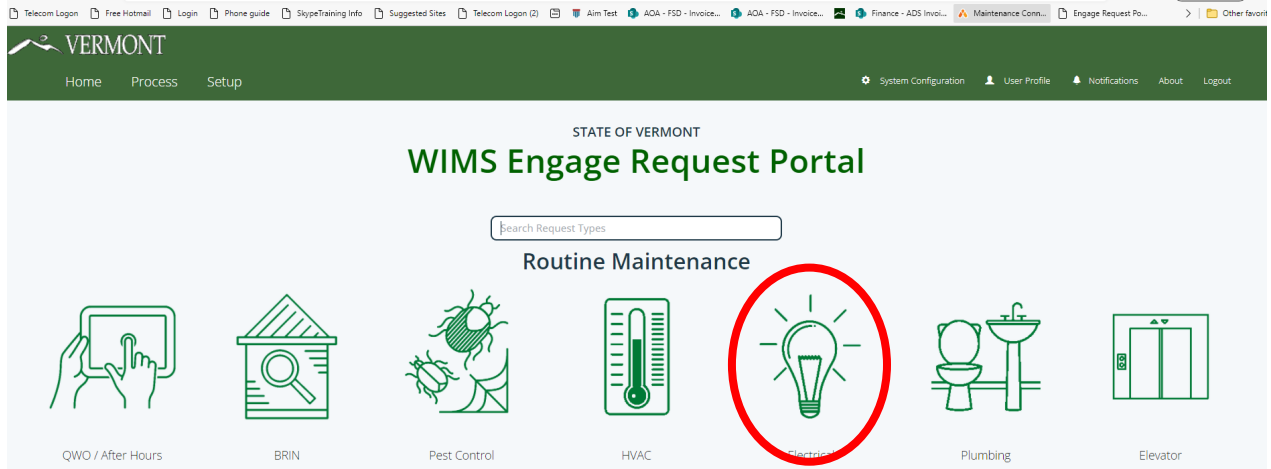 Telecom Logon Free Hotmail Login Phone guide SkypeTraining Info Suggested Sites Telecom Logon (2) Aim Test AOA - FSD - Invoice... AOA - FSD - Invoice... Finance - ADS Invoi... Maintenance Conn... Engage Request Po... Other favorit
VERMONT
Home Process Setup System Configuration User Profile Notifications About Logout
STATE OF VERMONT
WIMS Engage Request Portal
Search Request Types
Routine Maintenance
QWO / After Hours BRIN Pest Control HVAC Electrical Plumbing Elevator